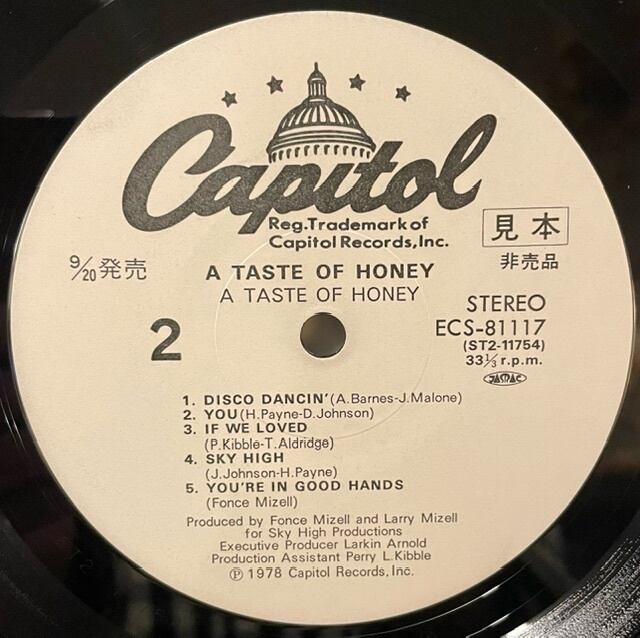 Capitol
Reg.Trademark of
Capitol Records,Inc.
見本
非売品
9/20 発売
A TASTE OF HONEY
A TASTE OF HONEY
2
STEREO
ECS-81117
(ST2-11754)
33⅓ r.p.m.
JASRAC
1. DISCO DANCIN' (A.Barnes-J.Malone)
2. YOU (H.Payne-D.Johnson)
3. IF WE LOVED
(P.Kibble-T.Aldridge)
4. SKY HIGH
(J.Johnson-H.Payne)
5. YOU'RE IN GOOD HANDS
(Fonce Mizell)
Produced by Fonce Mizell and Larry Mizell
for Sky High Productions
Executive Producer Larkin Arnold
Production Assistant Perry L.Kibble
Ⓟ 1978 Capitol Records, Inc.